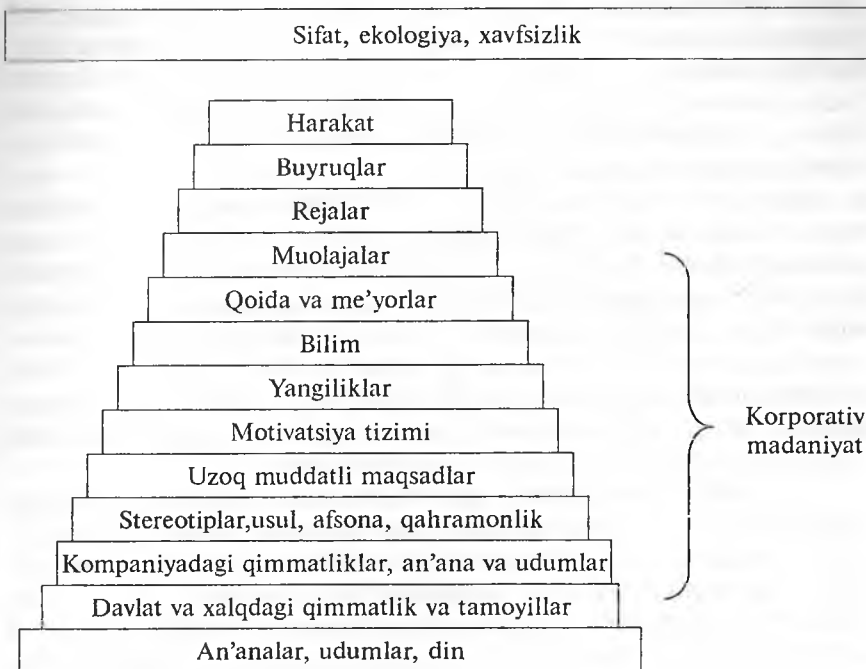 Sifat, ekologiya, xavfsizlik
Harakat
Buyruqlar
Rejalar
Muolajalar
Qoida va me’yorlar
Bilim
Yangiliklar
Motivatsiya tizimi
Uzoq muddatli maqsadlar
Stereotiplar,usul, afsona, qahramonlik
Kompaniyadagi qimmatliklar, an’ana va udumlar
Davlat va xalqdagi qimmatlik va tamoyillar
An’analar, udumlar, din
Korporativ
madaniyat